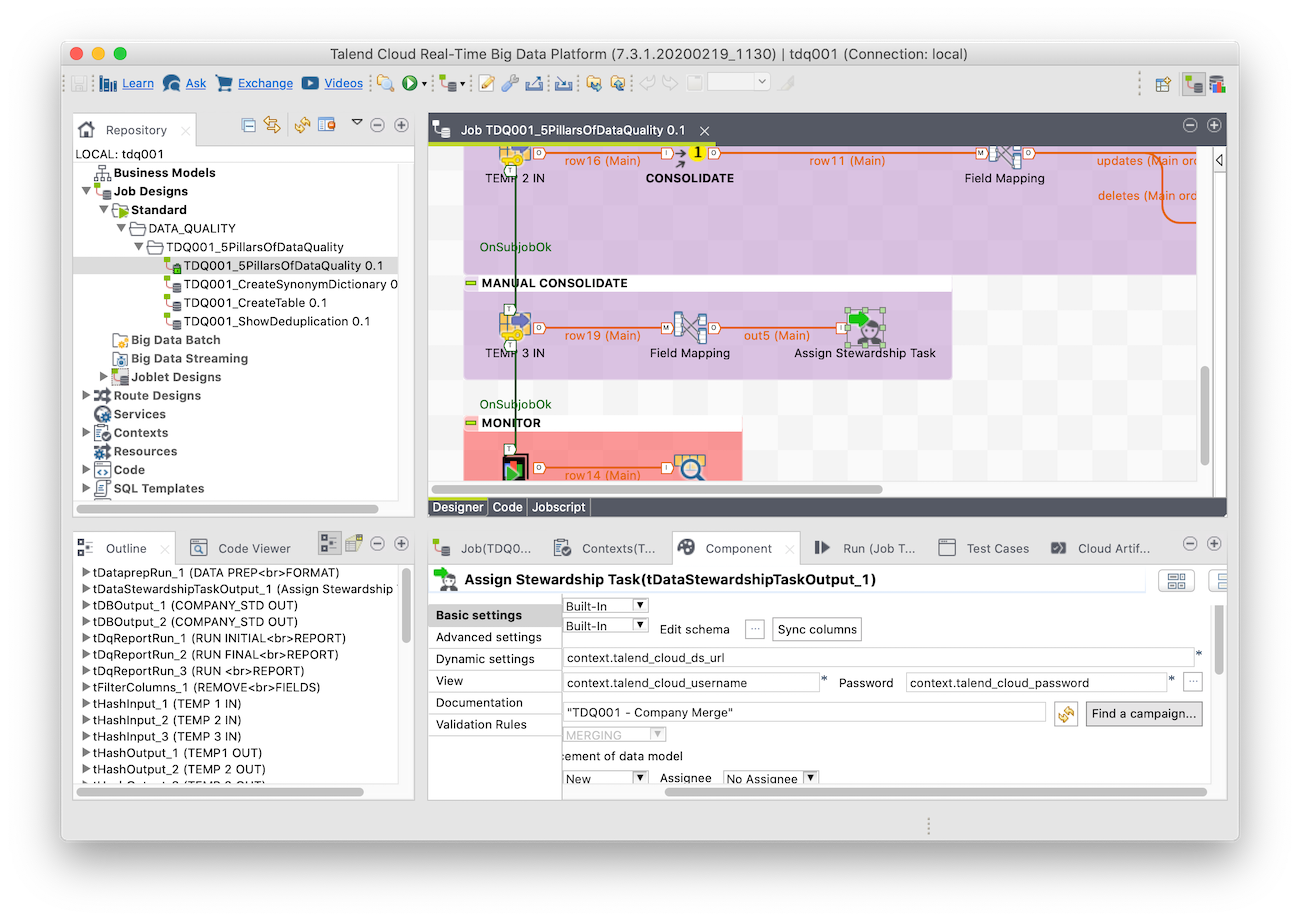 Talend Cloud Real-Time Big Data Platform (7.3.1.20200219_1130) | tdq001 (Connection: local)
Learn Ask Exchange Videos
Repository
LOCAL: tdq001
Business Models
Job Designs
Standard
DATA_QUALITY
TDQ001_5PillarsOfDataQuality
TDQ001_5PillarsOfDataQuality 0.1
TDQ001_CreateSynonymDictionary 0
TDQ001_CreateTable 0.1
TDQ001_ShowDeduplication 0.1
Big Data Batch
Big Data Streaming
Joblet Designs
Route Designs
Services
Contexts
Resources
Code
SQL Templates
Job TDQ001_5PillarsOfDataQuality 0.1
O row16 (Main) I 1 O row11 (Main) M O updates (Main ord
T
TEMP 2 IN CONSOLIDATE Field Mapping
deletes (Main ord
OnSubjobOk
MANUAL CONSOLIDATE
T
O row19 (Main) M O out5 (Main) I
T
TEMP 3 IN Field Mapping Assign Stewardship Task
OnSubjobOk
MONITOR
T
O row14 (Main) I
Designer Code Jobscript
Outline Code Viewer
tDataprepRun_1 (DATA PREP<br>FORMAT)
tDataStewardshipTaskOutput_1 (Assign Stewardship
tDBOutput_1 (COMPANY_STD OUT)
tDBOutput_2 (COMPANY_STD OUT)
tDqReportRun_1 (RUN INITIAL<br>REPORT)
tDqReportRun_2 (RUN FINAL<br>REPORT)
tDqReportRun_3 (RUN <br>REPORT)
tFilterColumns_1 (REMOVE<br>FIELDS)
tHashInput_1 (TEMP 1 IN)
tHashInput_2 (TEMP 2 IN)
tHashInput_3 (TEMP 3 IN)
tHashOutput_1 (TEMP1 OUT)
tHashOutput_2 (TEMP 2 OUT)
Job(TDQ0... Contexts(T... Component Run (Job T... Test Cases Cloud Artif...
Assign Stewardship Task(tDataStewardshipTaskOutput_1)
Basic settings
Advanced settings
Dynamic settings
View
Documentation
Validation Rules
Built-In
Built-In Edit schema ... Sync columns
context.talend_cloud_ds_url *
context.talend_cloud_username * Password context.talend_cloud_password * ...
"TDQ001 - Company Merge" Find a campaign...
MERGING
cement of data model
New Assignee No Assignee